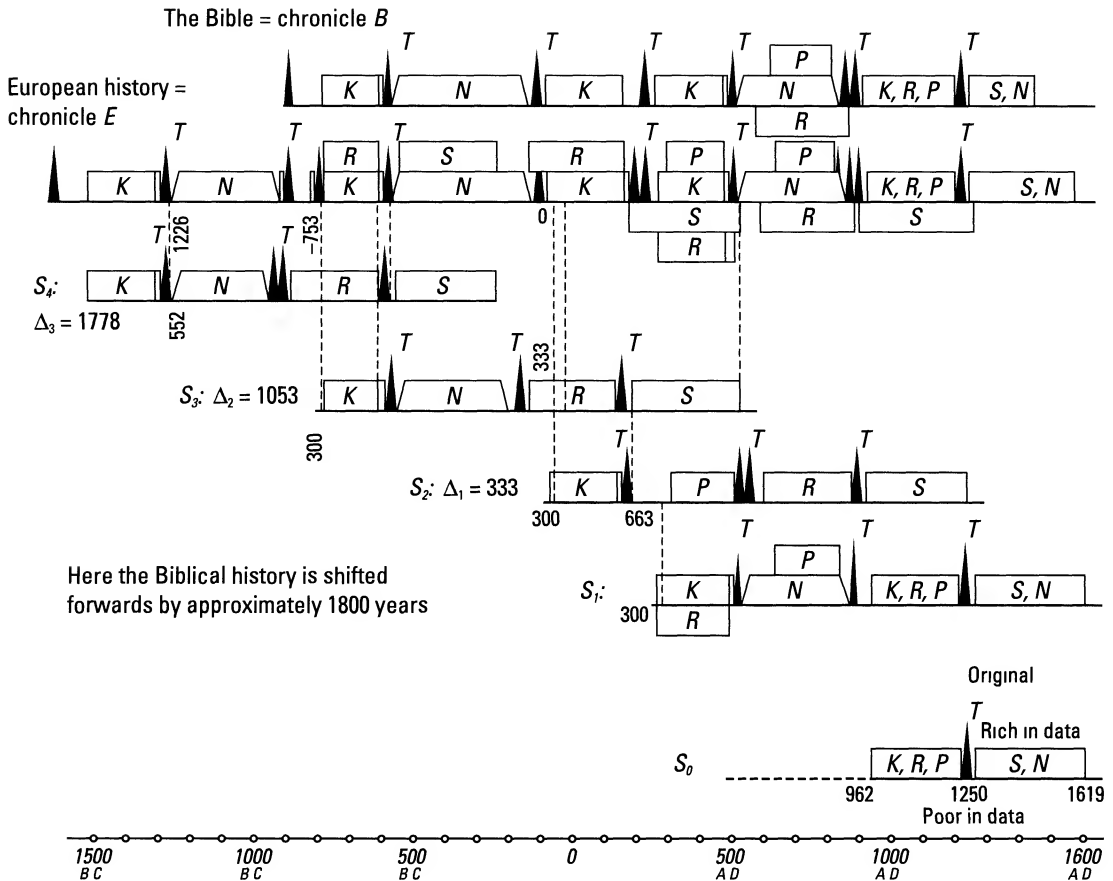 The Bible = chronicle B
T T T T T
P
K N K K N K, R, P S, N
R
European history =
chronicle E
T T T T T T
R S R P P
K N K N K K N K, R, P S, N
0 S R S
R
1226 –753
T T
S4: K N R S
Δ3 = 1778
552
T T 333 T
S3: Δ2 = 1053 K N R S
300
T T T
S2: Δ1 = 333 K P R S
300 663
T T T
P
Here the Biblical history is shifted
forwards by approximately 1800 years
S1: K N K, R, P S, N
300 R
Original
T Rich in data
S0 K, R, P S, N
962 1250 1619
Poor in data
1500 1000 500 0 500 1000 1600
BC BC BC AD AD AD